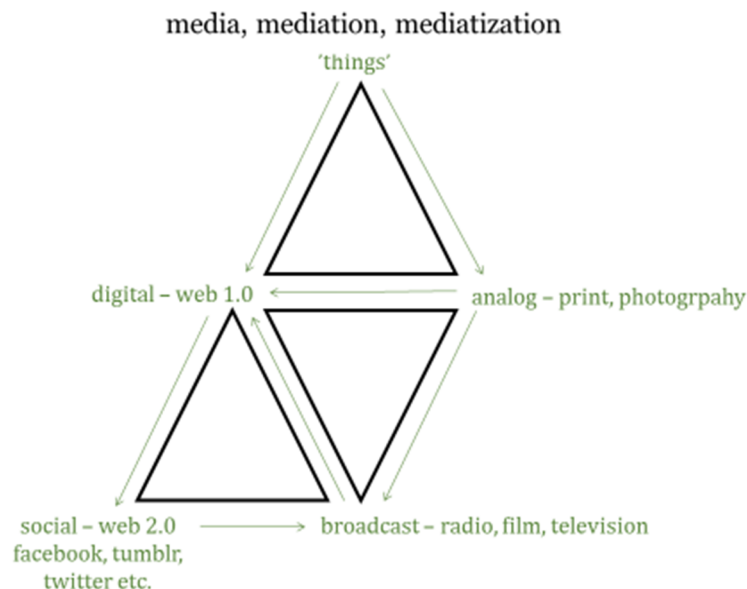 media, mediation, mediatization
‘things’
digital – web 1.0
analog – print, photogrpahy
social – web 2.0
facebook, tumblr,
twitter etc.
broadcast – radio, film, television